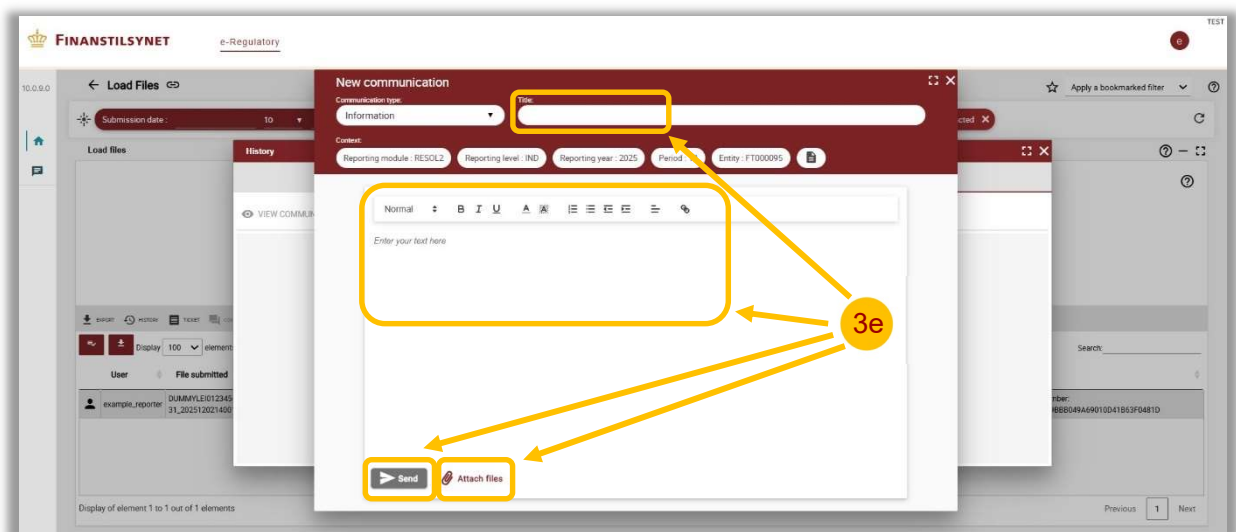 TEST
FINANSTILSYNET
e-Regulatory
e
10.0.9.0
Load Files
Apply a bookmarked filter
Submission date :
to
cted
Load files
History
VIEW COMMUN
New communication
Communication type:
Information
Title:
Context:
Reporting module : RESOL2
Reporting level : IND
Reporting year : 2025
Period :
Entity : FT000095
Normal
B I U A A
Enter your text here
3e
Send
Attach files
EXPORT
HISTORY
TICKET
Display 100 element
Search:
User
File submitted
example_reporter
DUMMYLEI012345
31_202512021400
mber:
Display of element 1 to 1 out of 1 elements
Previous 1 Next